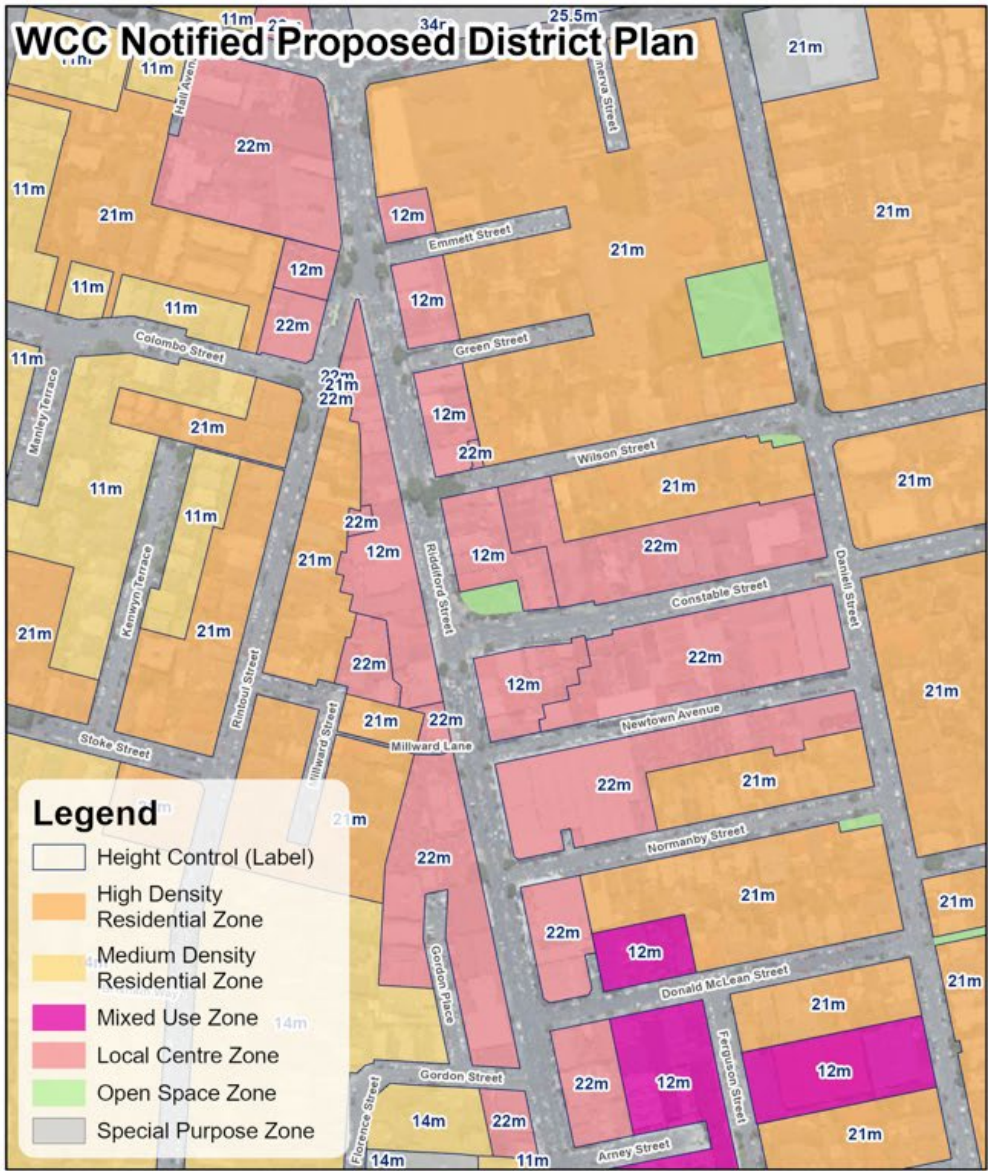 11m
25.5m
WCC Notified Proposed District Plan
21m
11m
Hall Aven
nerva Street
22m
11m
21m
12m
21m
Emmett Street
21m
12m
11m
11m
12m
22m
Colombo Street
Green Street
11m
22m
21m
22m
Manley Terrace
12m
21m
22m
Wilson Street
11m
21m
21m
11m
22m
12m
21m
Riddiford Street
12m
22m
Daniell Street
Kenwyn Terrace
Constable Street
21m
21m
22m
12m
22m
Rintoul Street
21m
21m
22m
Newtown Avenue
Stoke Street
Millward Street
Millward Lane
22m
21m
21m
Normanby Street
22m
21m
21m
22m
12m
Donald McLean Street
21m
21m
Gordon Place
Ferguson Street
14m
22m
12m
12m
Gordon Street
Florence Street
14m
22m
Arney Street
21m
14m
11m
Legend
Height Control (Label)
High Density
Residential Zone
Medium Density
Residential Zone
Mixed Use Zone
Local Centre Zone
Open Space Zone
Special Purpose Zone